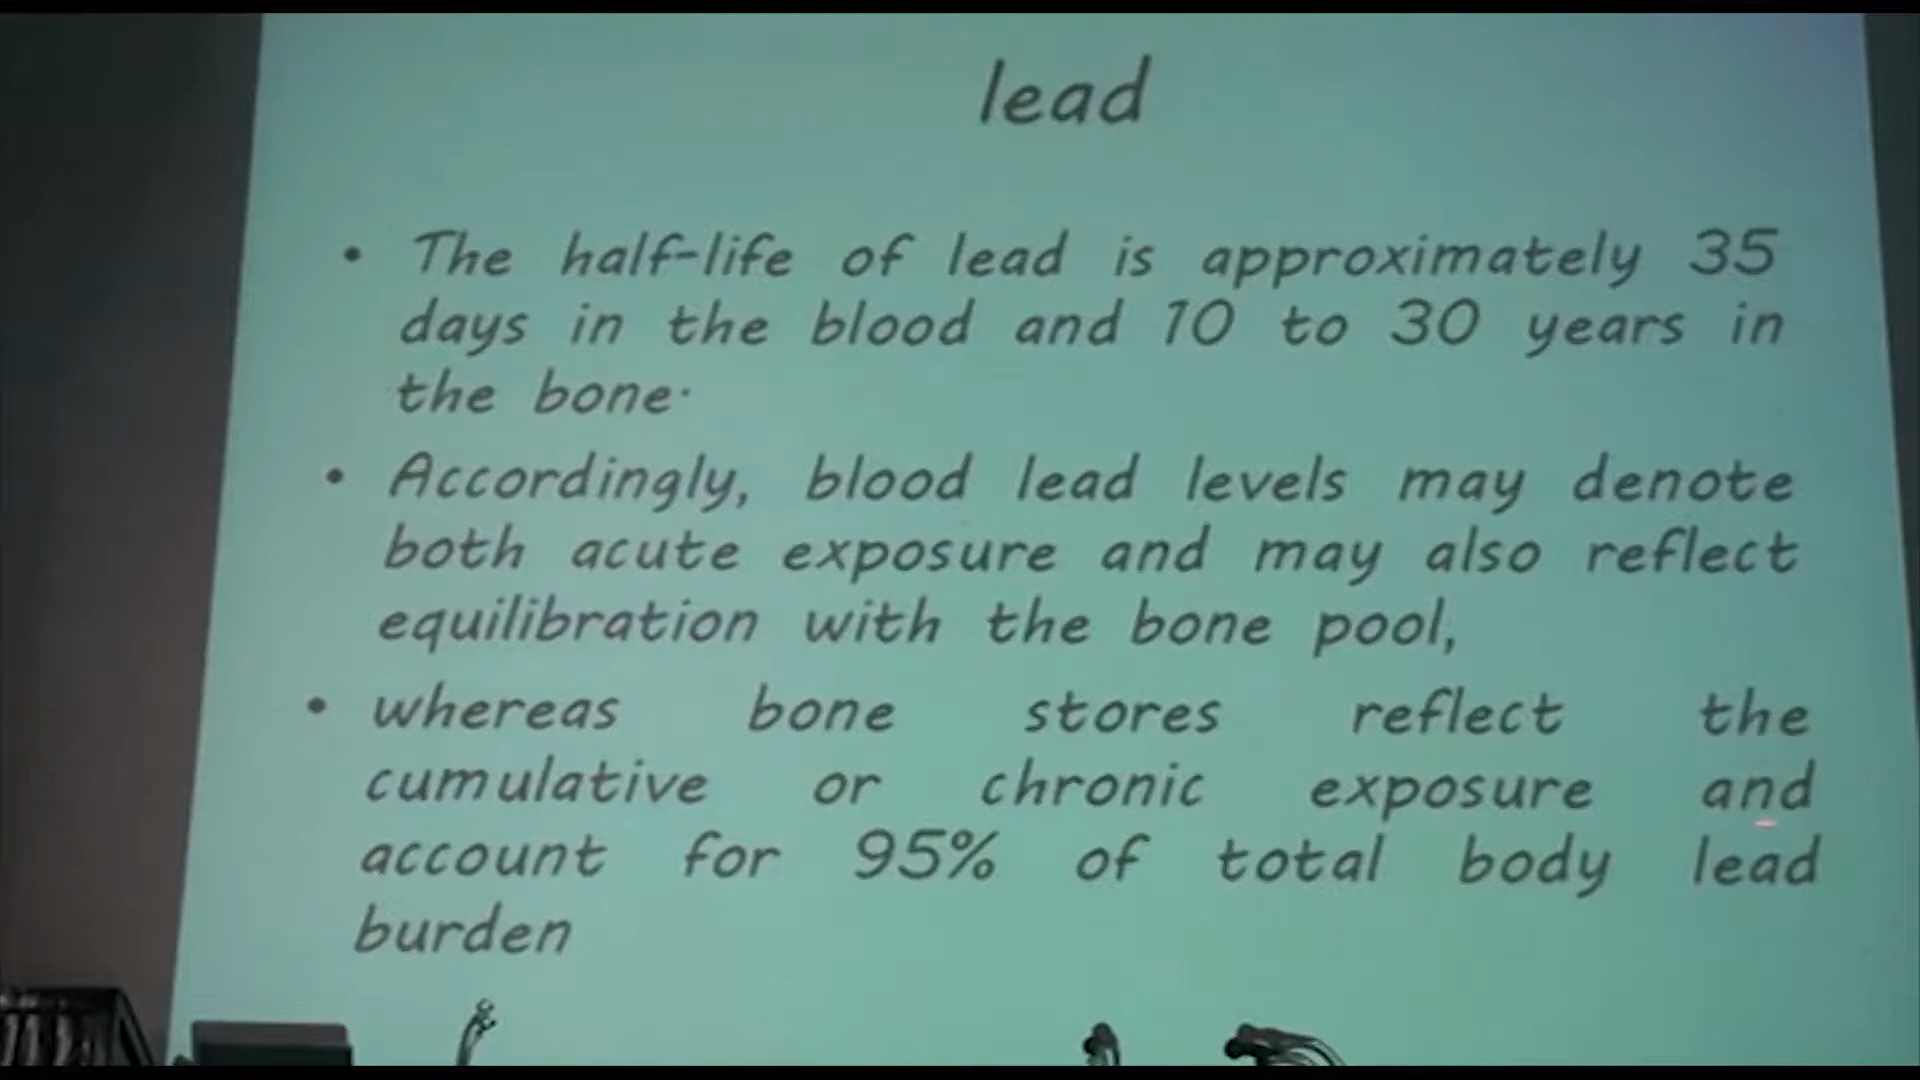 lead
• The half-life of lead is approximately 35
days in the blood and 10 to 30 years in
the bone.
• Accordingly, blood lead levels may denote
both acute exposure and may also reflect
equilibration with the bone pool,
• whereas bone stores reflect the
cumulative or chronic exposure and
account for 95% of total body lead
burden